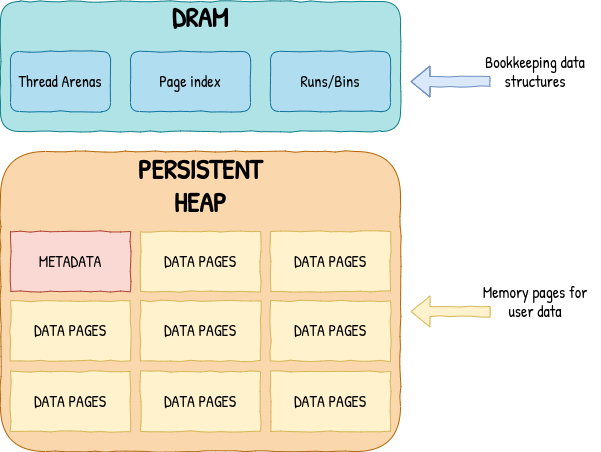 DRAM
Thread Arenas
Page index
Runs/Bins
Bookkeeping data
structures
PERSISTENT
HEAP
METADATA
DATA PAGES
DATA PAGES
Memory pages for
user data
DATA PAGES
DATA PAGES
DATA PAGES
DATA PAGES
DATA PAGES
DATA PAGES